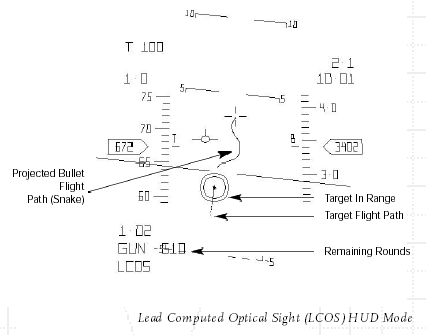 10 10
T 100
2·1
1·0 10·01
5 5
75 4·0
70
672 T B 3402
65
Projected Bullet
Flight
Path (Snake)
3·0
60
Target In Range
Target Flight Path
1·02
GUN 510
LCOS
Remaining Rounds
5
Lead Computed Optical Sight (LCOS) HUD Mode